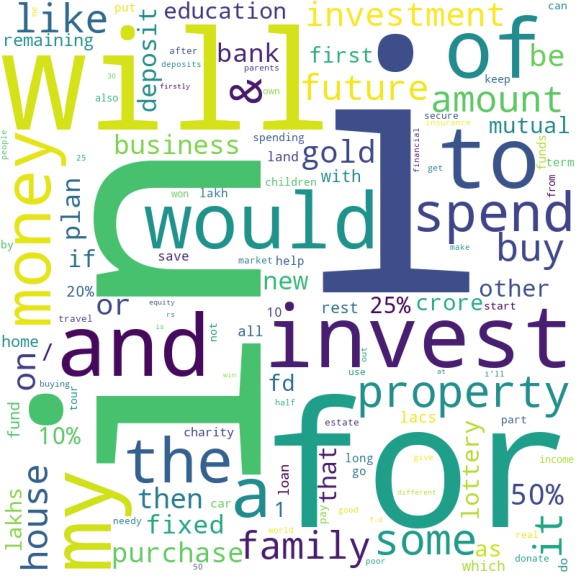 like
put
education
investment
can
remaining
will
deposit
after
bank
first
of
be
deposits
&
future
also
30
parents
own
keep
amount
firstly
secure
insurance
mutual
people
business
spending
gold
financial
to
funds
term
money
25
land
with
get
from
in
children
plan
won
lakh
would
i
spend
by
if
save
market
help
make
buy
20%
or
new
other
equity
rs
10
rest
25%
crore
start
travel
is
not
all
and
invest
home
on
/
buying
win
fd
use
out
at
i'll
property
fund
10%
tour
I
half
for
charity
estate
lacs
part
the
that
long
go
give
lottery
income
lakhs
house
my
then
a
car
loan
1
pay
good
different
50%
it
needy
fixed
world
f.d
some
as
real
purchase
50
family
poor
which
donate
do